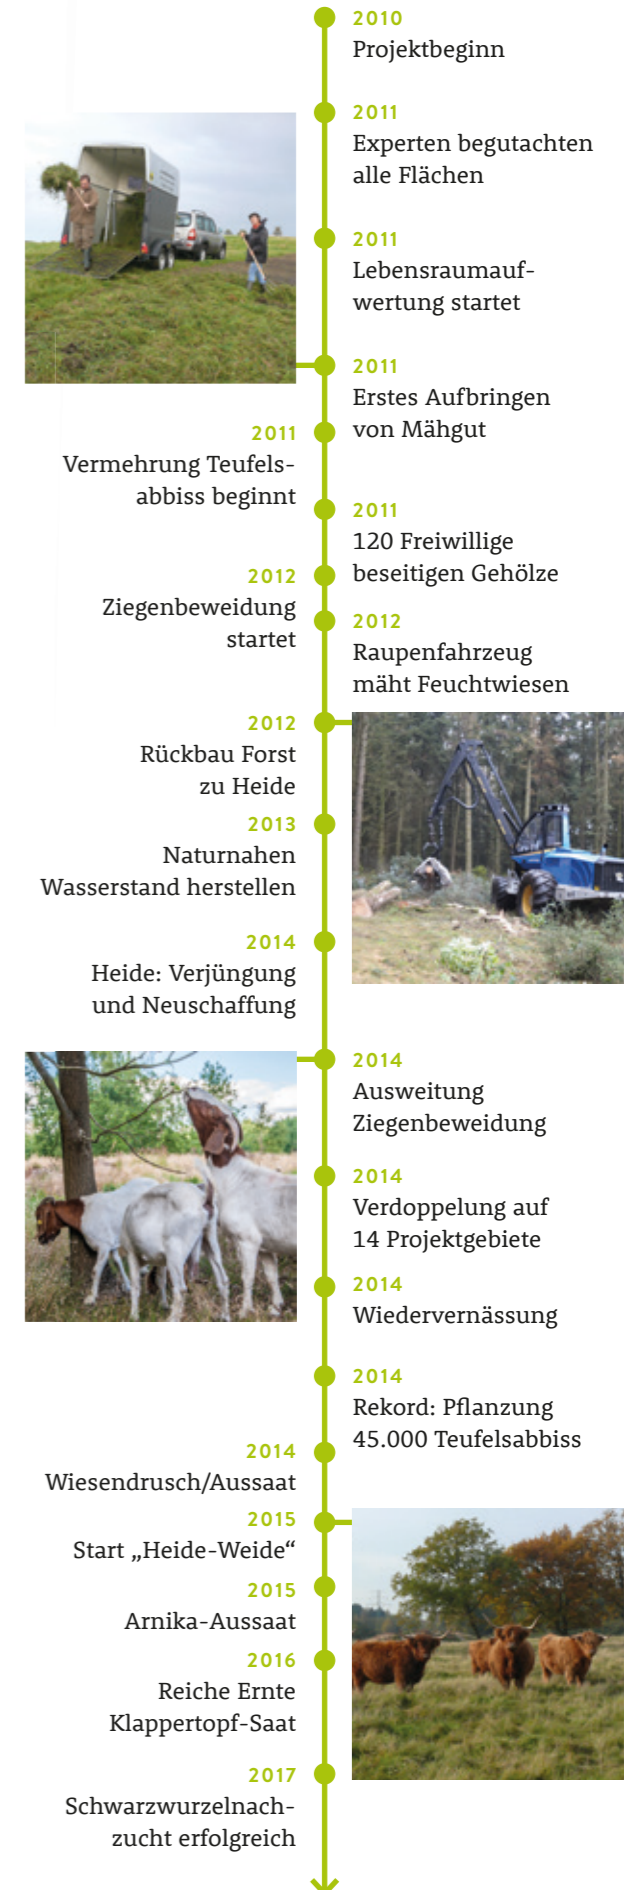 2010
Projektbeginn
2011
Experten begutachten
alle Flächen
2011
Lebensraumauf-
wertung startet
2011
Erstes Aufbringen
von Mähgut
2011
Vermehrung Teufels-
abbiss beginnt
2011
120 Freiwillige
beseitigen Gehölze
2012
Ziegenbeweidung
startet
2012
Raupenfahrzeug
mäht Feuchtwiesen
2012
Rückbau Forst
zu Heide
2013
Naturnahen
Wasserstand herstellen
2014
Heide: Verjüngung
und Neuschaffung
2014
Ausweitung
Ziegenbeweidung
2014
Verdoppelung auf
14 Projektgebiete
2014
Wiedervernässung
2014
Rekord: Pflanzung
45.000 Teufelsabbiss
2014
Wiesendrusch/Aussaat
2015
Start „Heide-Weide“
2015
Arnika-Aussaat
2016
Reiche Ernte
Klappertopf-Saat
2017
Schwarzwurzelnach-
zucht erfolgreich